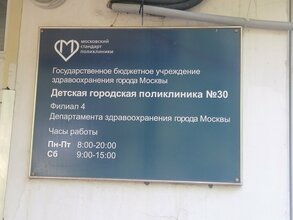 московский
стандарт
поликлиники
Государственное бюджетное учреждение
здравоохранения города Москвы
Детская городская поликлиника №30
Филиал 4
Департамента здравоохранения города Москвы
Часы работы
Пн-Пт 8:00-20:00
Сб 9:00-15:00